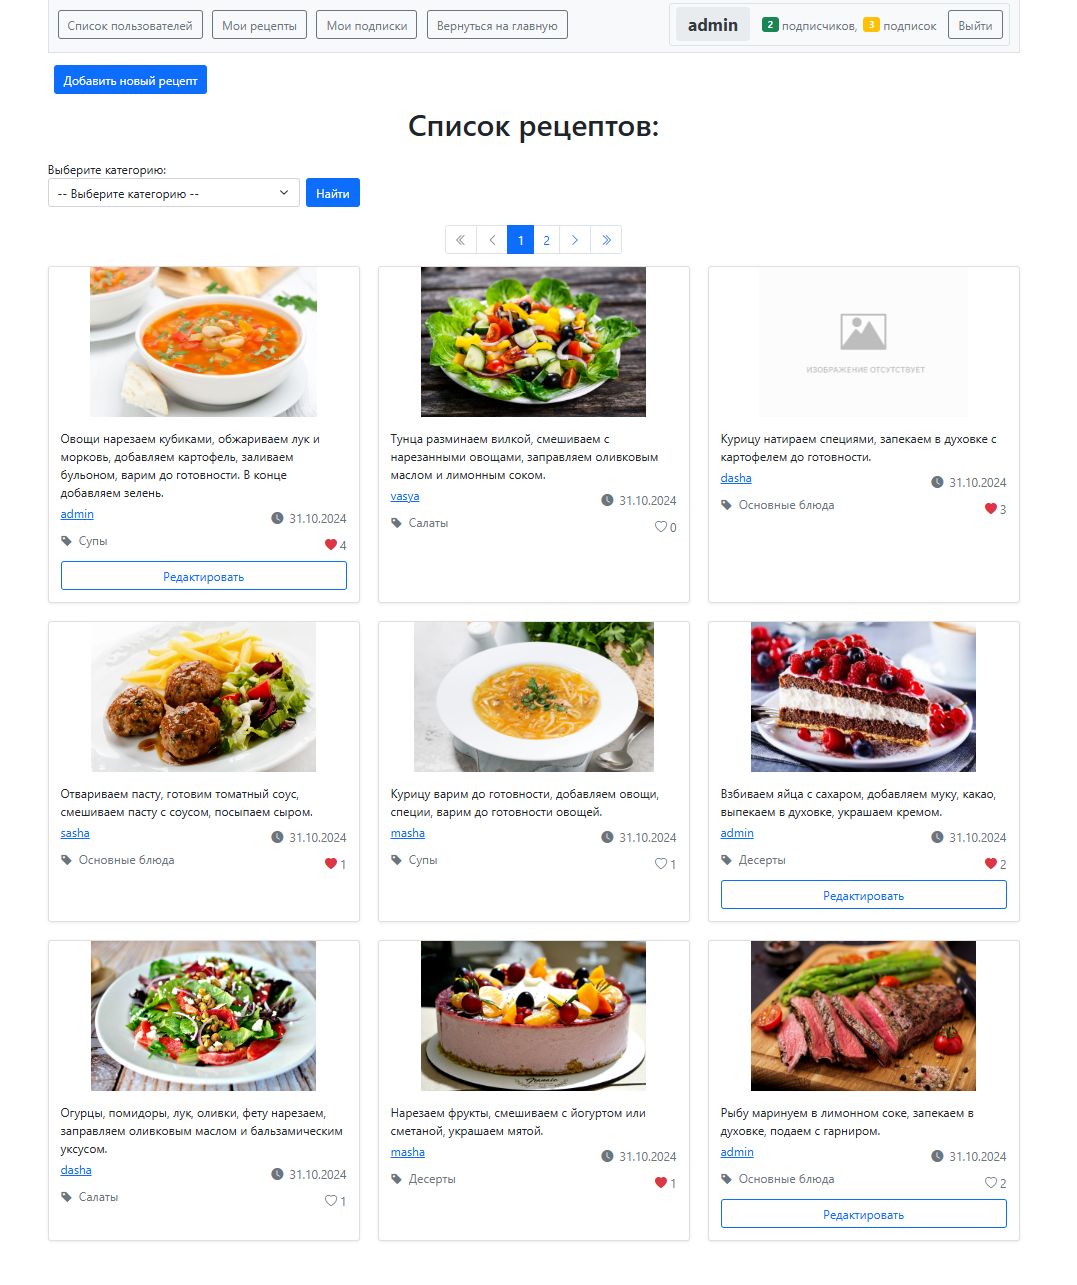 Список пользователей
Мои рецепты
Мои подписки
Вернуться на главную
admin
2 подписчиков, 3 подписок
Выйти
Добавить новый рецепт
Список рецептов:
Выберите категорию:
-- Выберите категорию --
Найти
1
2
Овощи нарезаем кубиками, обжариваем лук и
морковь, добавляем картофель, заливаем
бульоном, варим до готовности. В конце
добавляем зелень.
admin
31.10.2024
Супы
4
Редактировать
Тунца разминаем вилкой, смешиваем с
нарезанными овощами, заправляем оливковым
маслом и лимонным соком.
vasya
31.10.2024
Салаты
0
ИЗОБРАЖЕНИЕ ОТСУТСТВУЕТ
Курицу натираем специями, запекаем в духовке с
картофелем до готовности.
dasha
31.10.2024
Основные блюда
3
Отвариваем пасту, готовим томатный соус,
смешиваем пасту с соусом, посыпаем сыром.
sasha
31.10.2024
Основные блюда
1
Курицу варим до готовности, добавляем овощи,
специи, варим до готовности овощей.
masha
31.10.2024
Супы
1
Взбиваем яйца с сахаром, добавляем муку, какао,
выпекаем в духовке, украшаем кремом.
admin
31.10.2024
Десерты
2
Редактировать
Огурцы, помидоры, лук, оливки, фету нарезаем,
заправляем оливковым маслом и бальзамическим
уксусом.
dasha
31.10.2024
Салаты
1
Нарезаем фрукты, смешиваем с йогуртом или
сметаной, украшаем мятой.
masha
31.10.2024
Десерты
1
Рыбу маринуем в лимонном соке, запекаем в
духовке, подаем с гарниром.
admin
31.10.2024
Основные блюда
2
Редактировать